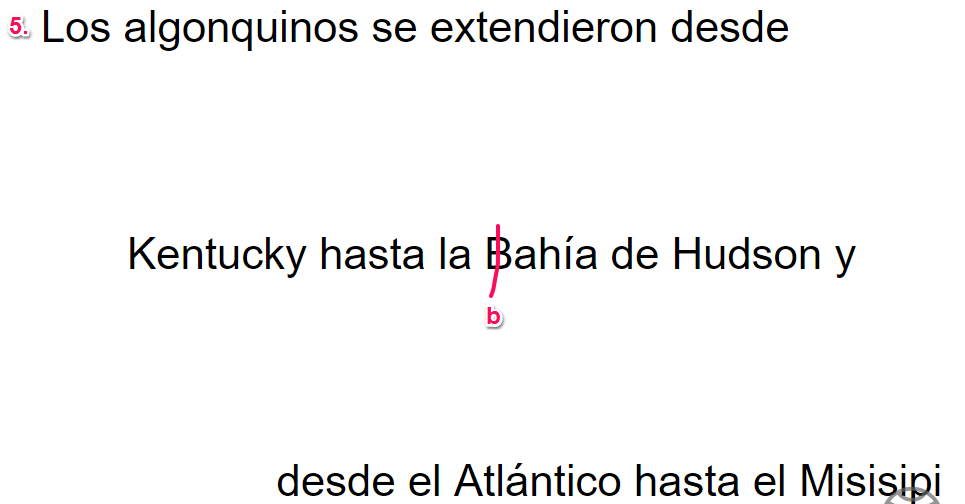 5. Los algonquinos se extendieron desde
Kentucky hasta la Bahía de Hudson y
b
desde el Atlántico hasta el Misisipi